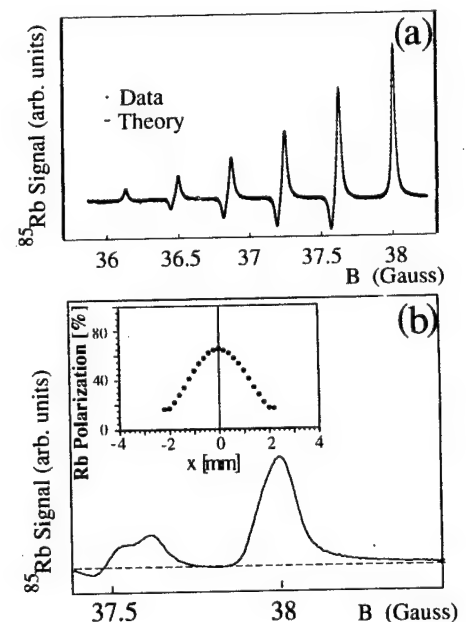 (a)
· Data
- Theory
⁸⁵Rb Signal (arb. units)
36 36.5 37 37.5 38
B (Gauss)
(b)
Rb Polarization [%]
80
40
0
-4 -2 0 2 4
x [mm]
⁸⁵Rb Signal (arb. units)
37.5 38
B (Gauss)